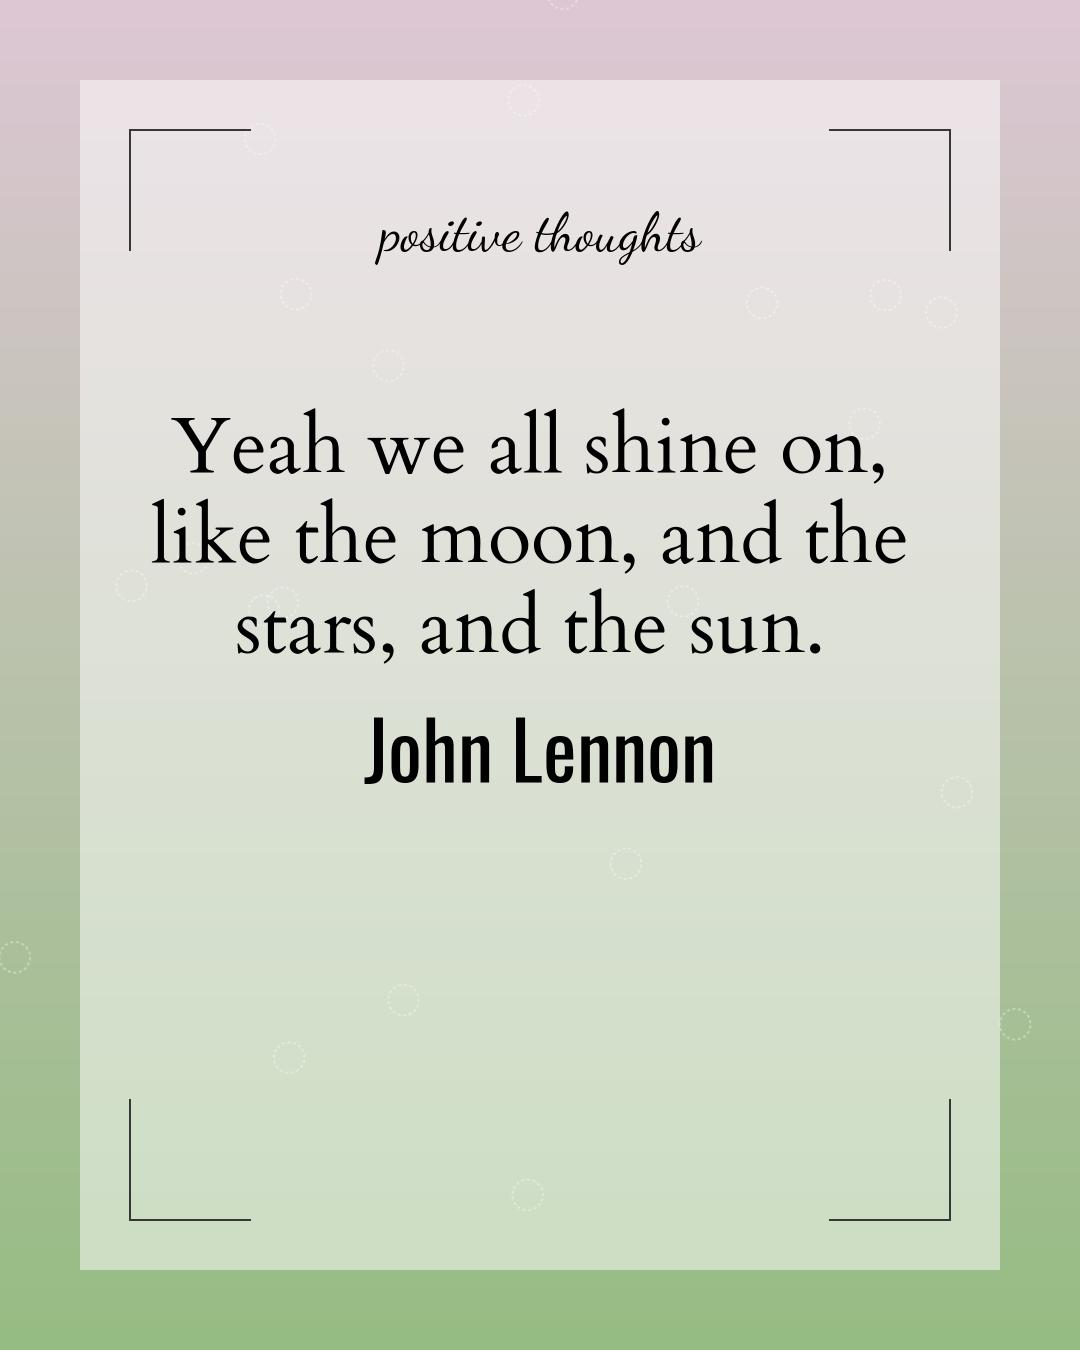 positive thoughts
Yeah we all shine on,
like the moon, and the
stars, and the sun.
John Lennon